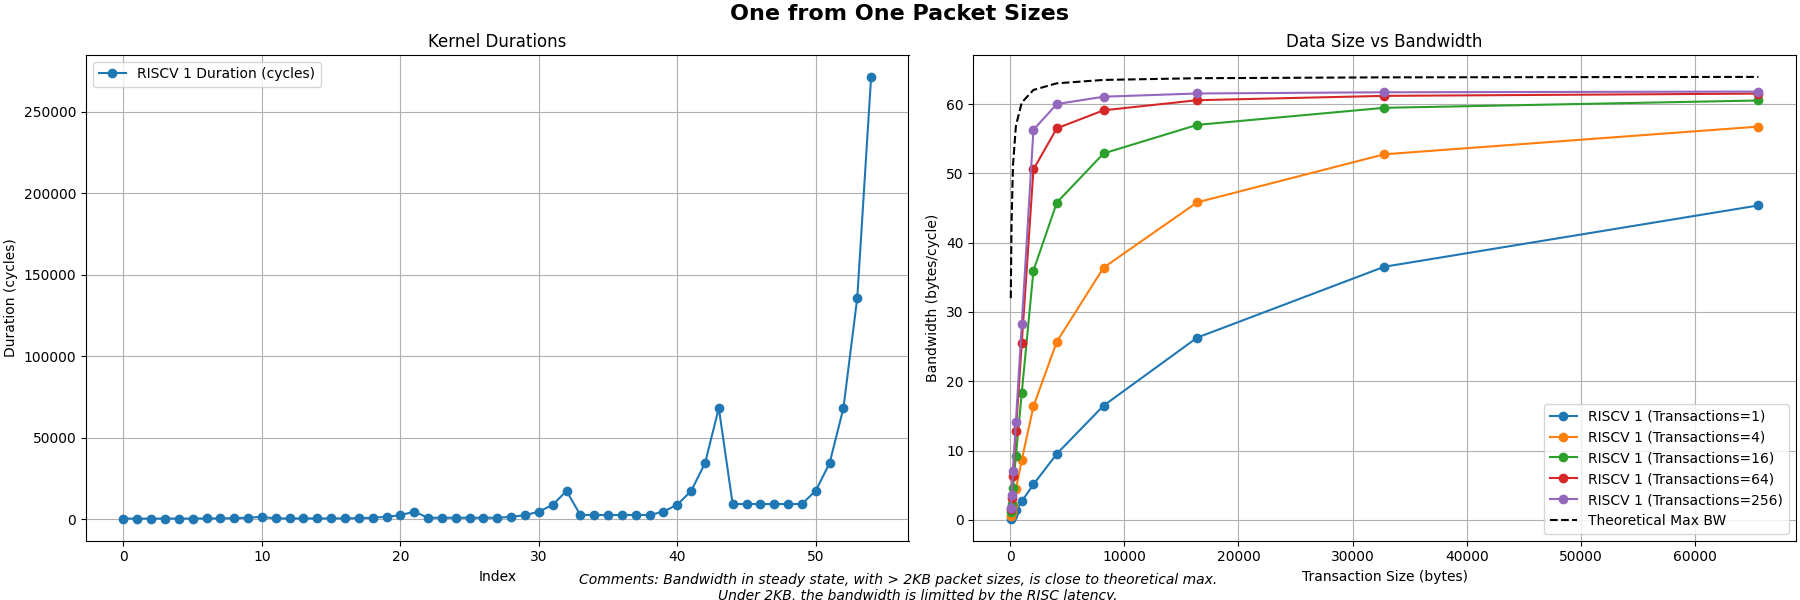 One from One Packet Sizes
Kernel Durations
RISCV 1 Duration (cycles)
Duration (cycles)
250000
200000
150000
100000
50000
0
0
10
20
30
40
50
Index
Data Size vs Bandwidth
Bandwidth (bytes/cycle)
60
50
40
30
20
10
0
0
10000
20000
30000
40000
50000
60000
Transaction Size (bytes)
RISCV 1 (Transactions=1)
RISCV 1 (Transactions=4)
RISCV 1 (Transactions=16)
RISCV 1 (Transactions=64)
RISCV 1 (Transactions=256)
Theoretical Max BW
Comments: Bandwidth in steady state, with > 2KB packet sizes, is close to theoretical max.
Under 2KB, the bandwidth is limitted by the RISC latency.